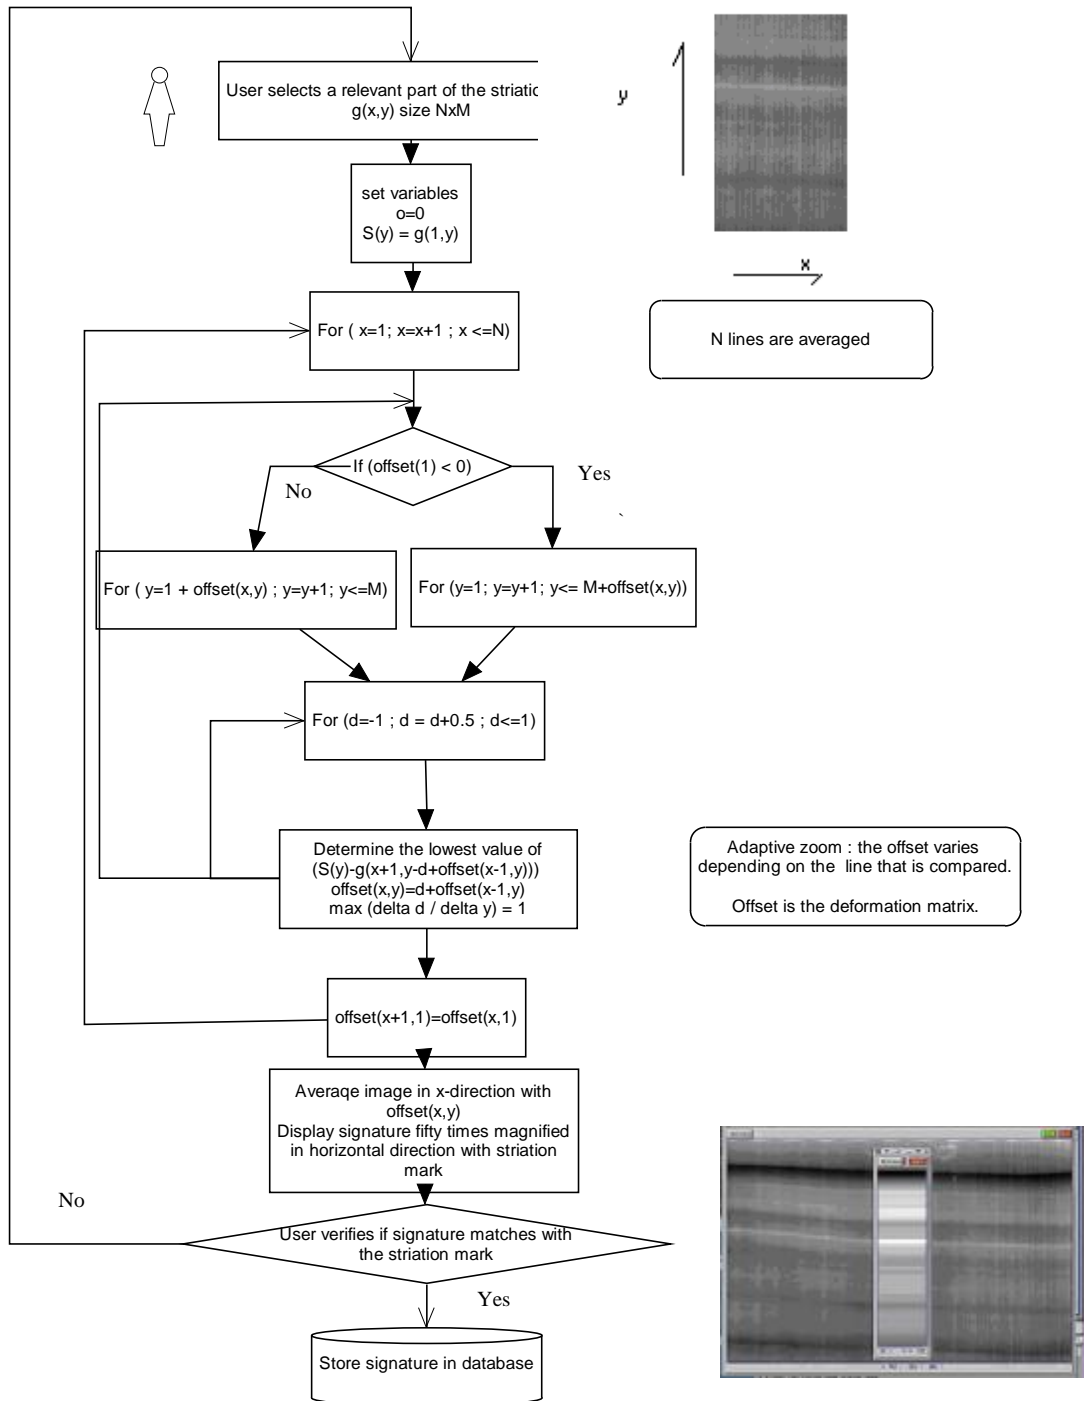 User selects a relevant part of the striatic
g(x,y) size NxM
y
set variables
o=0
S(y) = g(1,y)
x
For ( x=1; x=x+1 ; x <=N)
N lines are averaged
If (offset(1) < 0)
No
Yes
`
For ( y=1 + offset(x,y) ; y=y+1; y<=M)
For (y=1; y=y+1; y<= M+offset(x,y))
For (d=-1 ; d = d+0.5 ; d<=1)
Determine the lowest value of
(S(y)-g(x+1,y-d+offset(x-1,y)))
offset(x,y)=d+offset(x-1,y)
max (delta d / delta y) = 1
Adaptive zoom : the offset varies
depending on the line that is compared.
Offset is the deformation matrix.
offset(x+1,1)=offset(x,1)
Average image in x-direction with
offset(x,y)
Display signature fifty times magnified
in horizontal direction with striation
mark
No
User verifies if signature matches with
the striation mark
Yes
Store signature in database